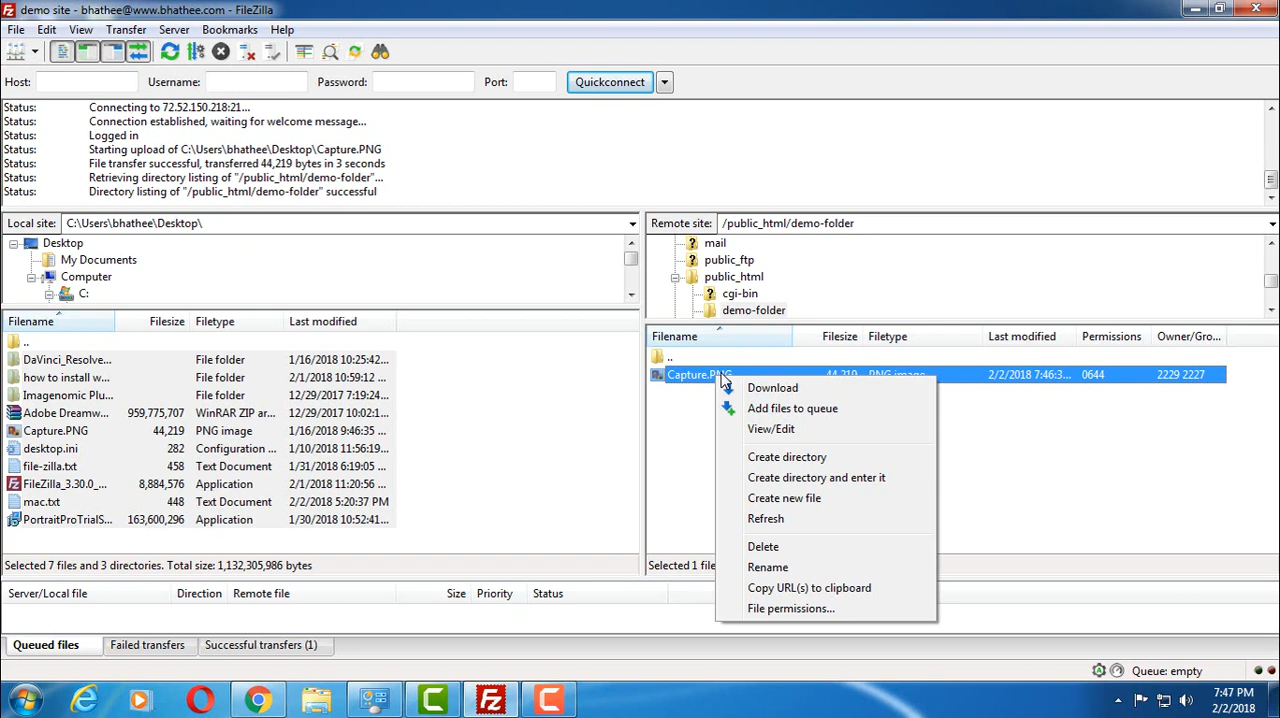 demo site - bhathee@www.bhathee.com - FileZilla
File Edit View Transfer Server Bookmarks Help
Host: Username: Password: Port: Quickconnect
Status: Connecting to 72.52.150.218:21...
Status: Connection established, waiting for welcome message...
Status: Logged in
Status: Starting upload of C:\Users\bhathee\Desktop\Capture.PNG
Status: File transfer successful, transferred 44,219 bytes in 3 seconds
Status: Retrieving directory listing of "/public_html/demo-folder"...
Status: Directory listing of "/public_html/demo-folder" successful
Local site: C:\Users\bhathee\Desktop\
Desktop
My Documents
Computer
C:
Filename Filesize Filetype Last modified
..
DaVinci_Resolve... File folder 1/16/2018 10:25:42...
how to install w... File folder 2/1/2018 10:59:12 ...
Imagenomic Plu... File folder 12/29/2017 7:19:24...
Adobe Dreamw... 959,775,707 WinRAR ZIP ar... 12/29/2017 10:02:1...
Capture.PNG 44,219 PNG image 1/16/2018 9:46:35 ...
desktop.ini 282 Configuration ... 1/10/2018 11:56:19...
file-zilla.txt 458 Text Document 1/31/2018 6:19:05 ...
FileZilla_3.30.0_... 8,884,576 Application 2/1/2018 11:26:09 ...
mac.txt 448 Text Document 2/2/2018 5:20:37 PM
PortraitProTrialS... 163,600,296 Application 1/30/2018 10:52:41...
Selected 7 files and 3 directories. Total size: 1,132,305,986 bytes
Remote site: /public_html/demo-folder
mail
public_ftp
public_html
cgi-bin
demo-folder
Filename Filesize Filetype Last modified Permissions Owner/Gro...
..
Capture.PNG 44,219 PNG image 2/2/2018 7:46:3... 0644 2229 2227
Download
Add files to queue
View/Edit
Create directory
Create directory and enter it
Create new file
Refresh
Delete
Rename
Copy URL(s) to clipboard
File permissions...
Selected 1 file
Server/Local file Direction Remote file Size Priority Status
Queued files Failed transfers Successful transfers (1)
Queue: empty
7:47 PM
2/2/2018